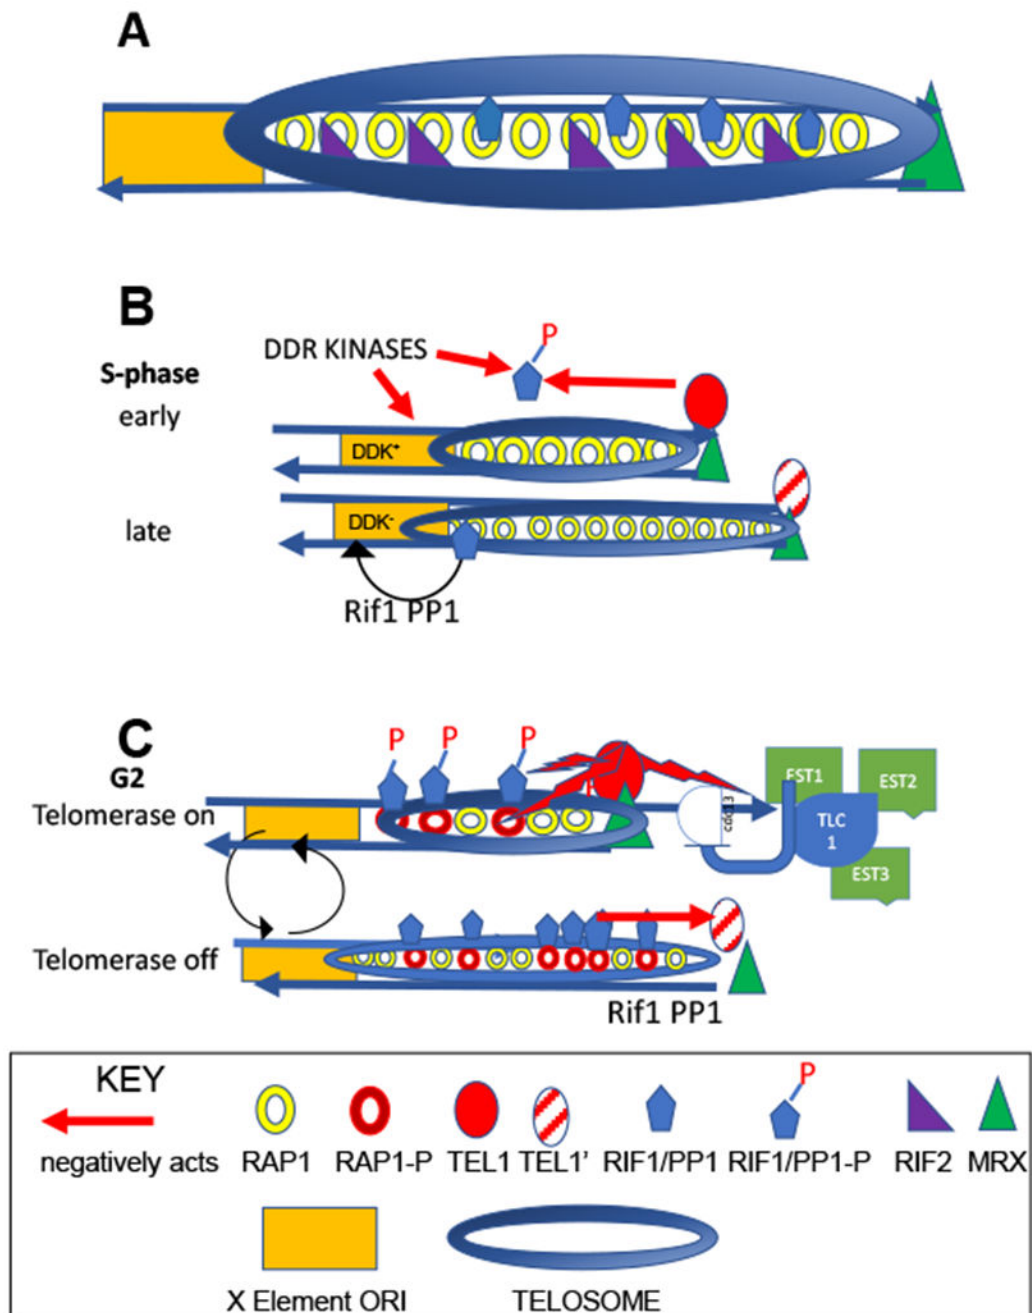 A
B
S-phase
early
DDR KINASES
P
DDK+
late
DDK-
Rif1 PP1
C
G2
Telomerase on
P P P
cdc13
EST1
EST2
TLC
1
EST3
Telomerase off
Rif1 PP1
KEY
P
negatively acts RAP1 RAP1-P TEL1 TEL1' RIF1/PP1 RIF1/PP1-P RIF2 MRX
X Element ORI TELOSOME